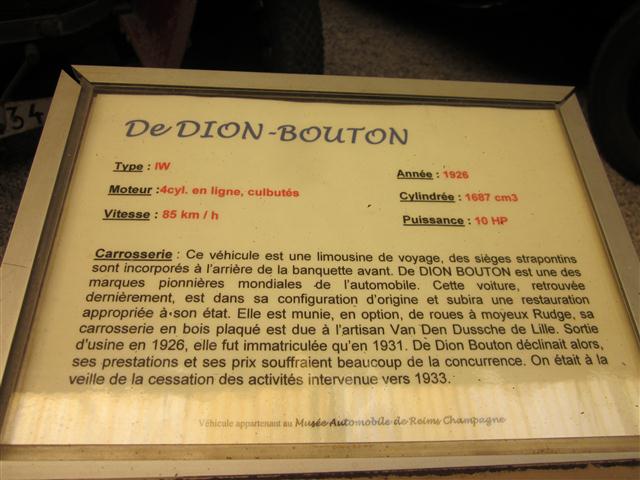 De DION-BOUTON
Type : IW
Année : 1926
Moteur :4cyl. en ligne, culbutés
Cylindrée : 1687 cm3
Vitesse : 85 km / h
Puissance : 10 HP
Carrosserie : Ce véhicule est une limousine de voyage, des sièges strapontins
sont incorporés à l'arrière de la banquette avant. De DION BOUTON est une des
marques pionnières mondiales de l'automobile. Cette voiture, retrouvée
dernièrement, est dans sa configuration d'origine et subira une restauration
appropriée à son état. Elle est munie, en option, de roues à moyeux Rudge, sa
carrosserie en bois plaqué est due à l'artisan Van Den Dussche de Lille. Sortie
d'usine en 1926, elle fut immatriculée qu'en 1931. De Dion Bouton déclinait alors,
ses prestations et ses prix souffraient beaucoup de la concurrence. On était à la
veille de la cessation des activités intervenue vers 1933.
Véhicule appartenant au Musée Automobile de Reims Champagne
34